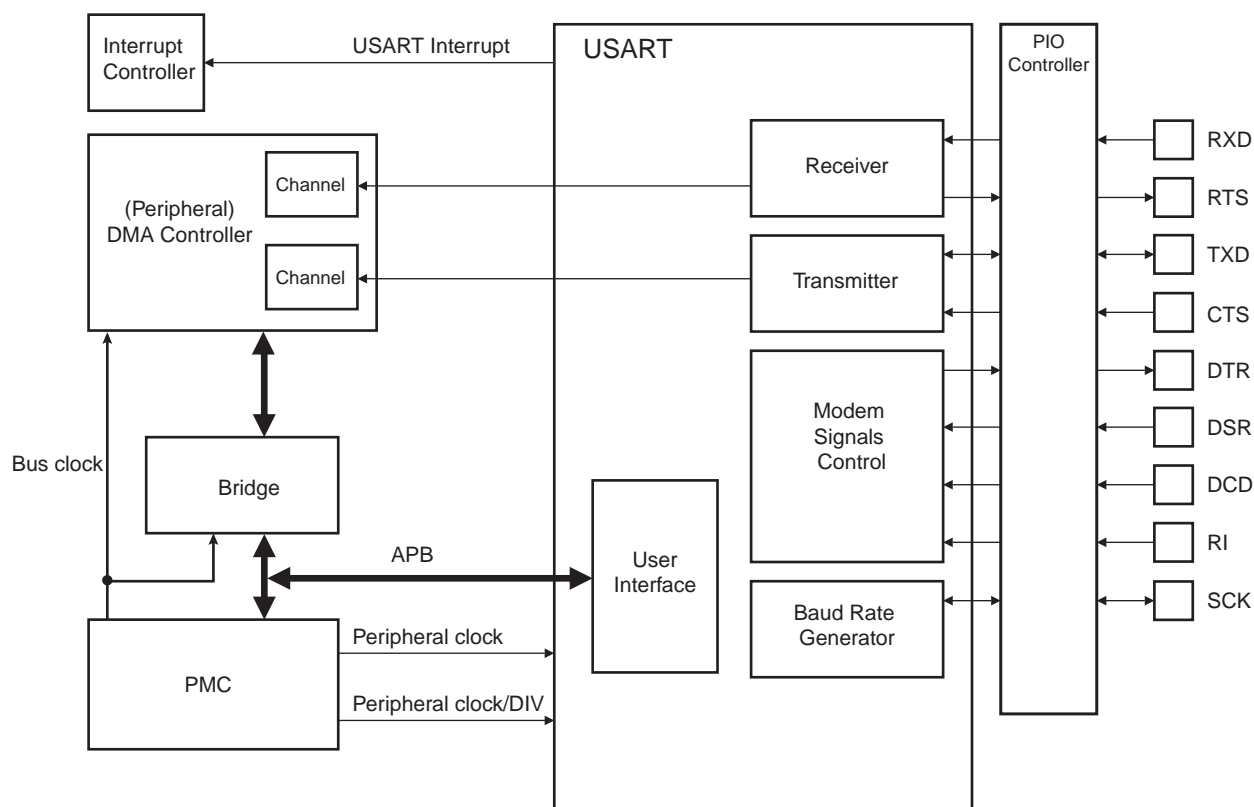 Interrupt
Controller
USART Interrupt
USART
PIO
Controller
(Peripheral)
DMA Controller
Channel
Channel
Receiver
Transmitter
Modem
Signals
Control
Baud Rate
Generator
RXD
RTS
TXD
CTS
DTR
DSR
DCD
RI
SCK
Bus clock
Bridge
APB
User
Interface
PMC
Peripheral clock
Peripheral clock/DIV